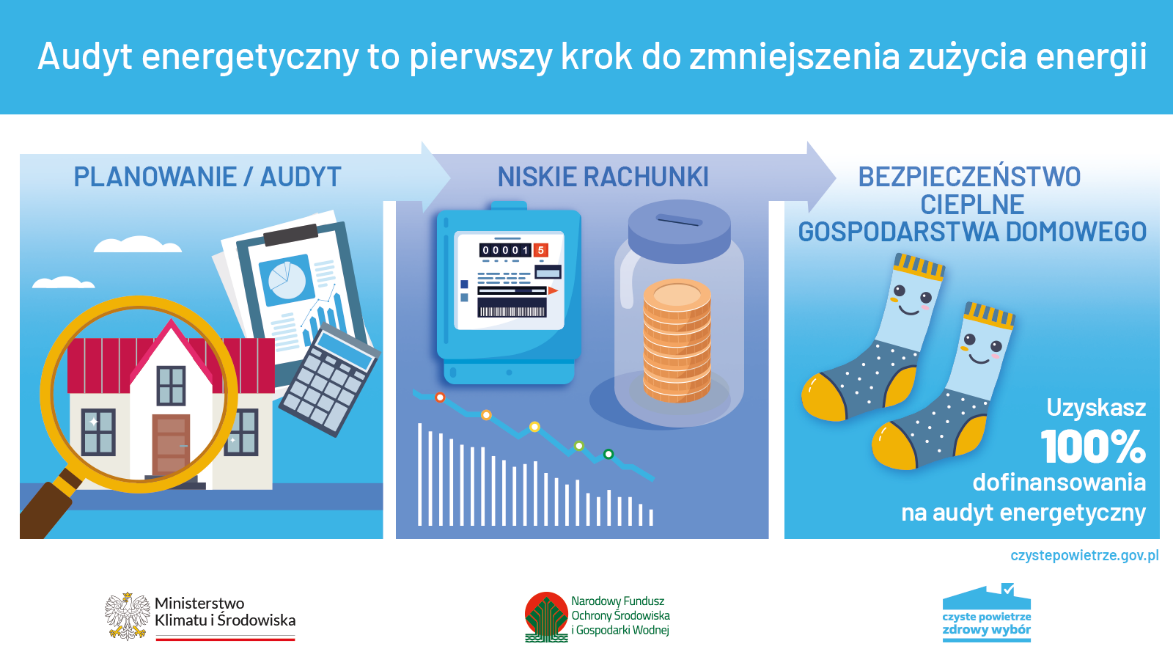 Audyt energetyczny to pierwszy krok do zmniejszenia zużycia energii
PLANOWANIE / AUDYT
NISKIE RACHUNKI
BEZPIECZEŃSTWO
CIEPLNE
GOSPODARSTWA DOMOWEGO
00001 5
Uzyskasz
100%
dofinansowania
na audyt energetyczny
czystepowietrze.gov.pl
Ministerstwo
Klimatu i Środowiska
Narodowy Fundusz
Ochrony Środowiska
i Gospodarki Wodnej
czyste powietrze
zdrowy wybór